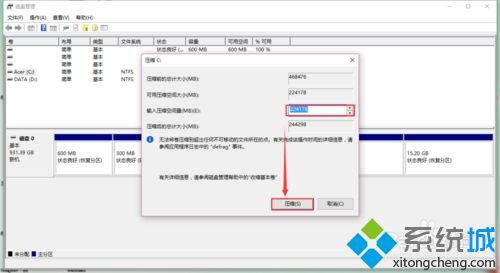 磁盘管理
文件(F) 操作(A) 查看(V) 帮助(H)
卷 布局 类型 文件系统 状态 容量 可用空间 % 可用
简单 基本 状态良好 (... 600 MB 600 MB 100 %
简单 基本
简单 基本
Acer (C:) 简单 基本 NTFS
DATA (D:) 简单 基本 NTFS
压缩 C:
压缩前的总计大小(MB): 468476
可用压缩空间大小(MB): 224178
输入压缩空间量(MB)(E): 224178
压缩后的总计大小(MB): 244298
无法将卷压缩到超出任何不可移动的文件所在的点。有关完成该操作时间的详细信息，请
参阅应用程序日志中的 "defrag" 事件。
有关详细信息，请参阅磁盘管理帮助中的"收缩基本卷"
压缩(S) 取消(C)
磁盘 0
基本
931.39 GB
联机
600 MB
状态良好 (恢复分区)
300 MB
15.20 GB
状态良好 (恢复分区)
未分配 主分区
系统城
xitongcheng.com